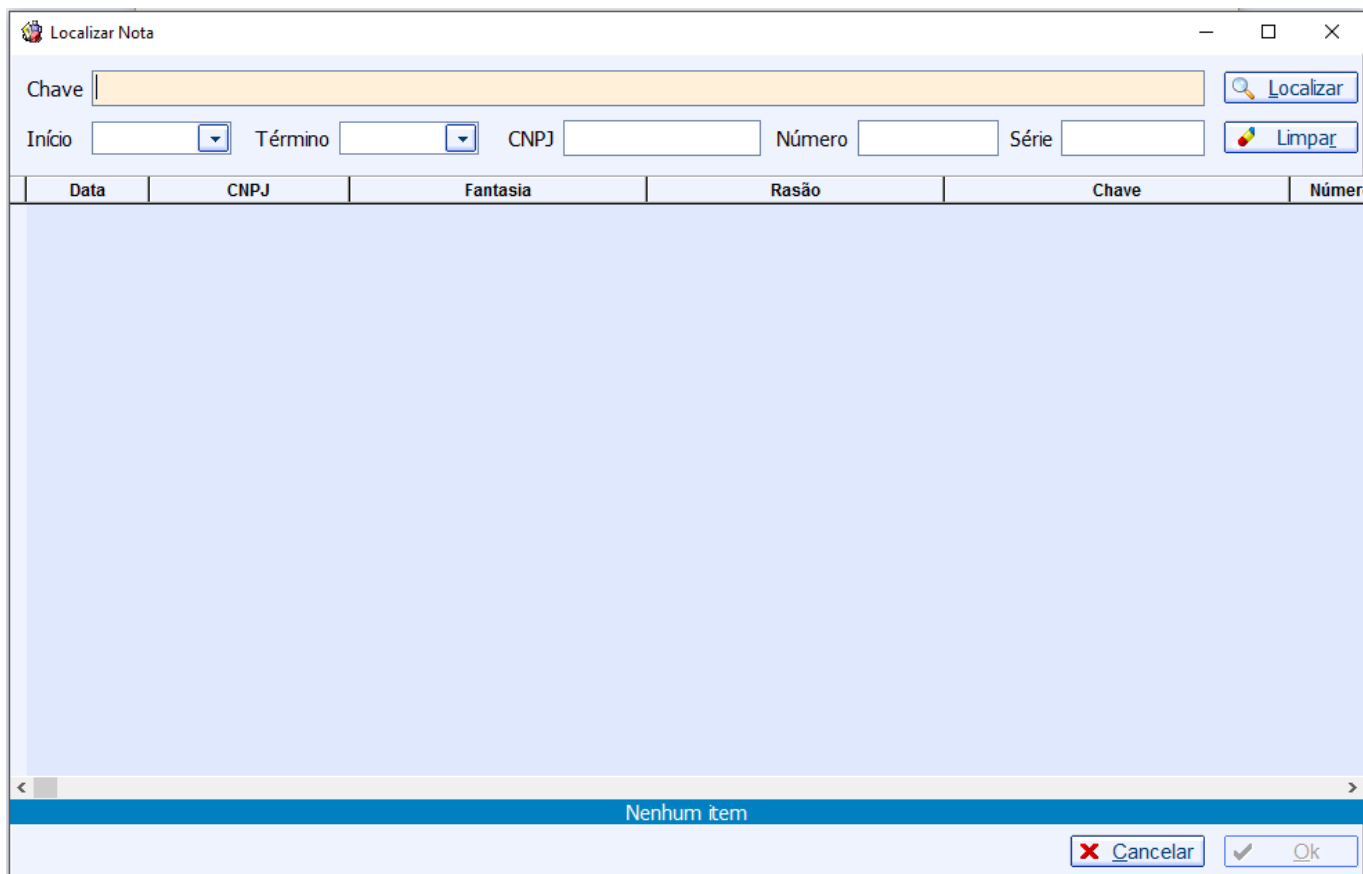 Localizar Nota
Chave Localizar
Início Término CNPJ Número Série Limpar
Data CNPJ Fantasia Rasão Chave Númer
Nenhum item
Cancelar Ok